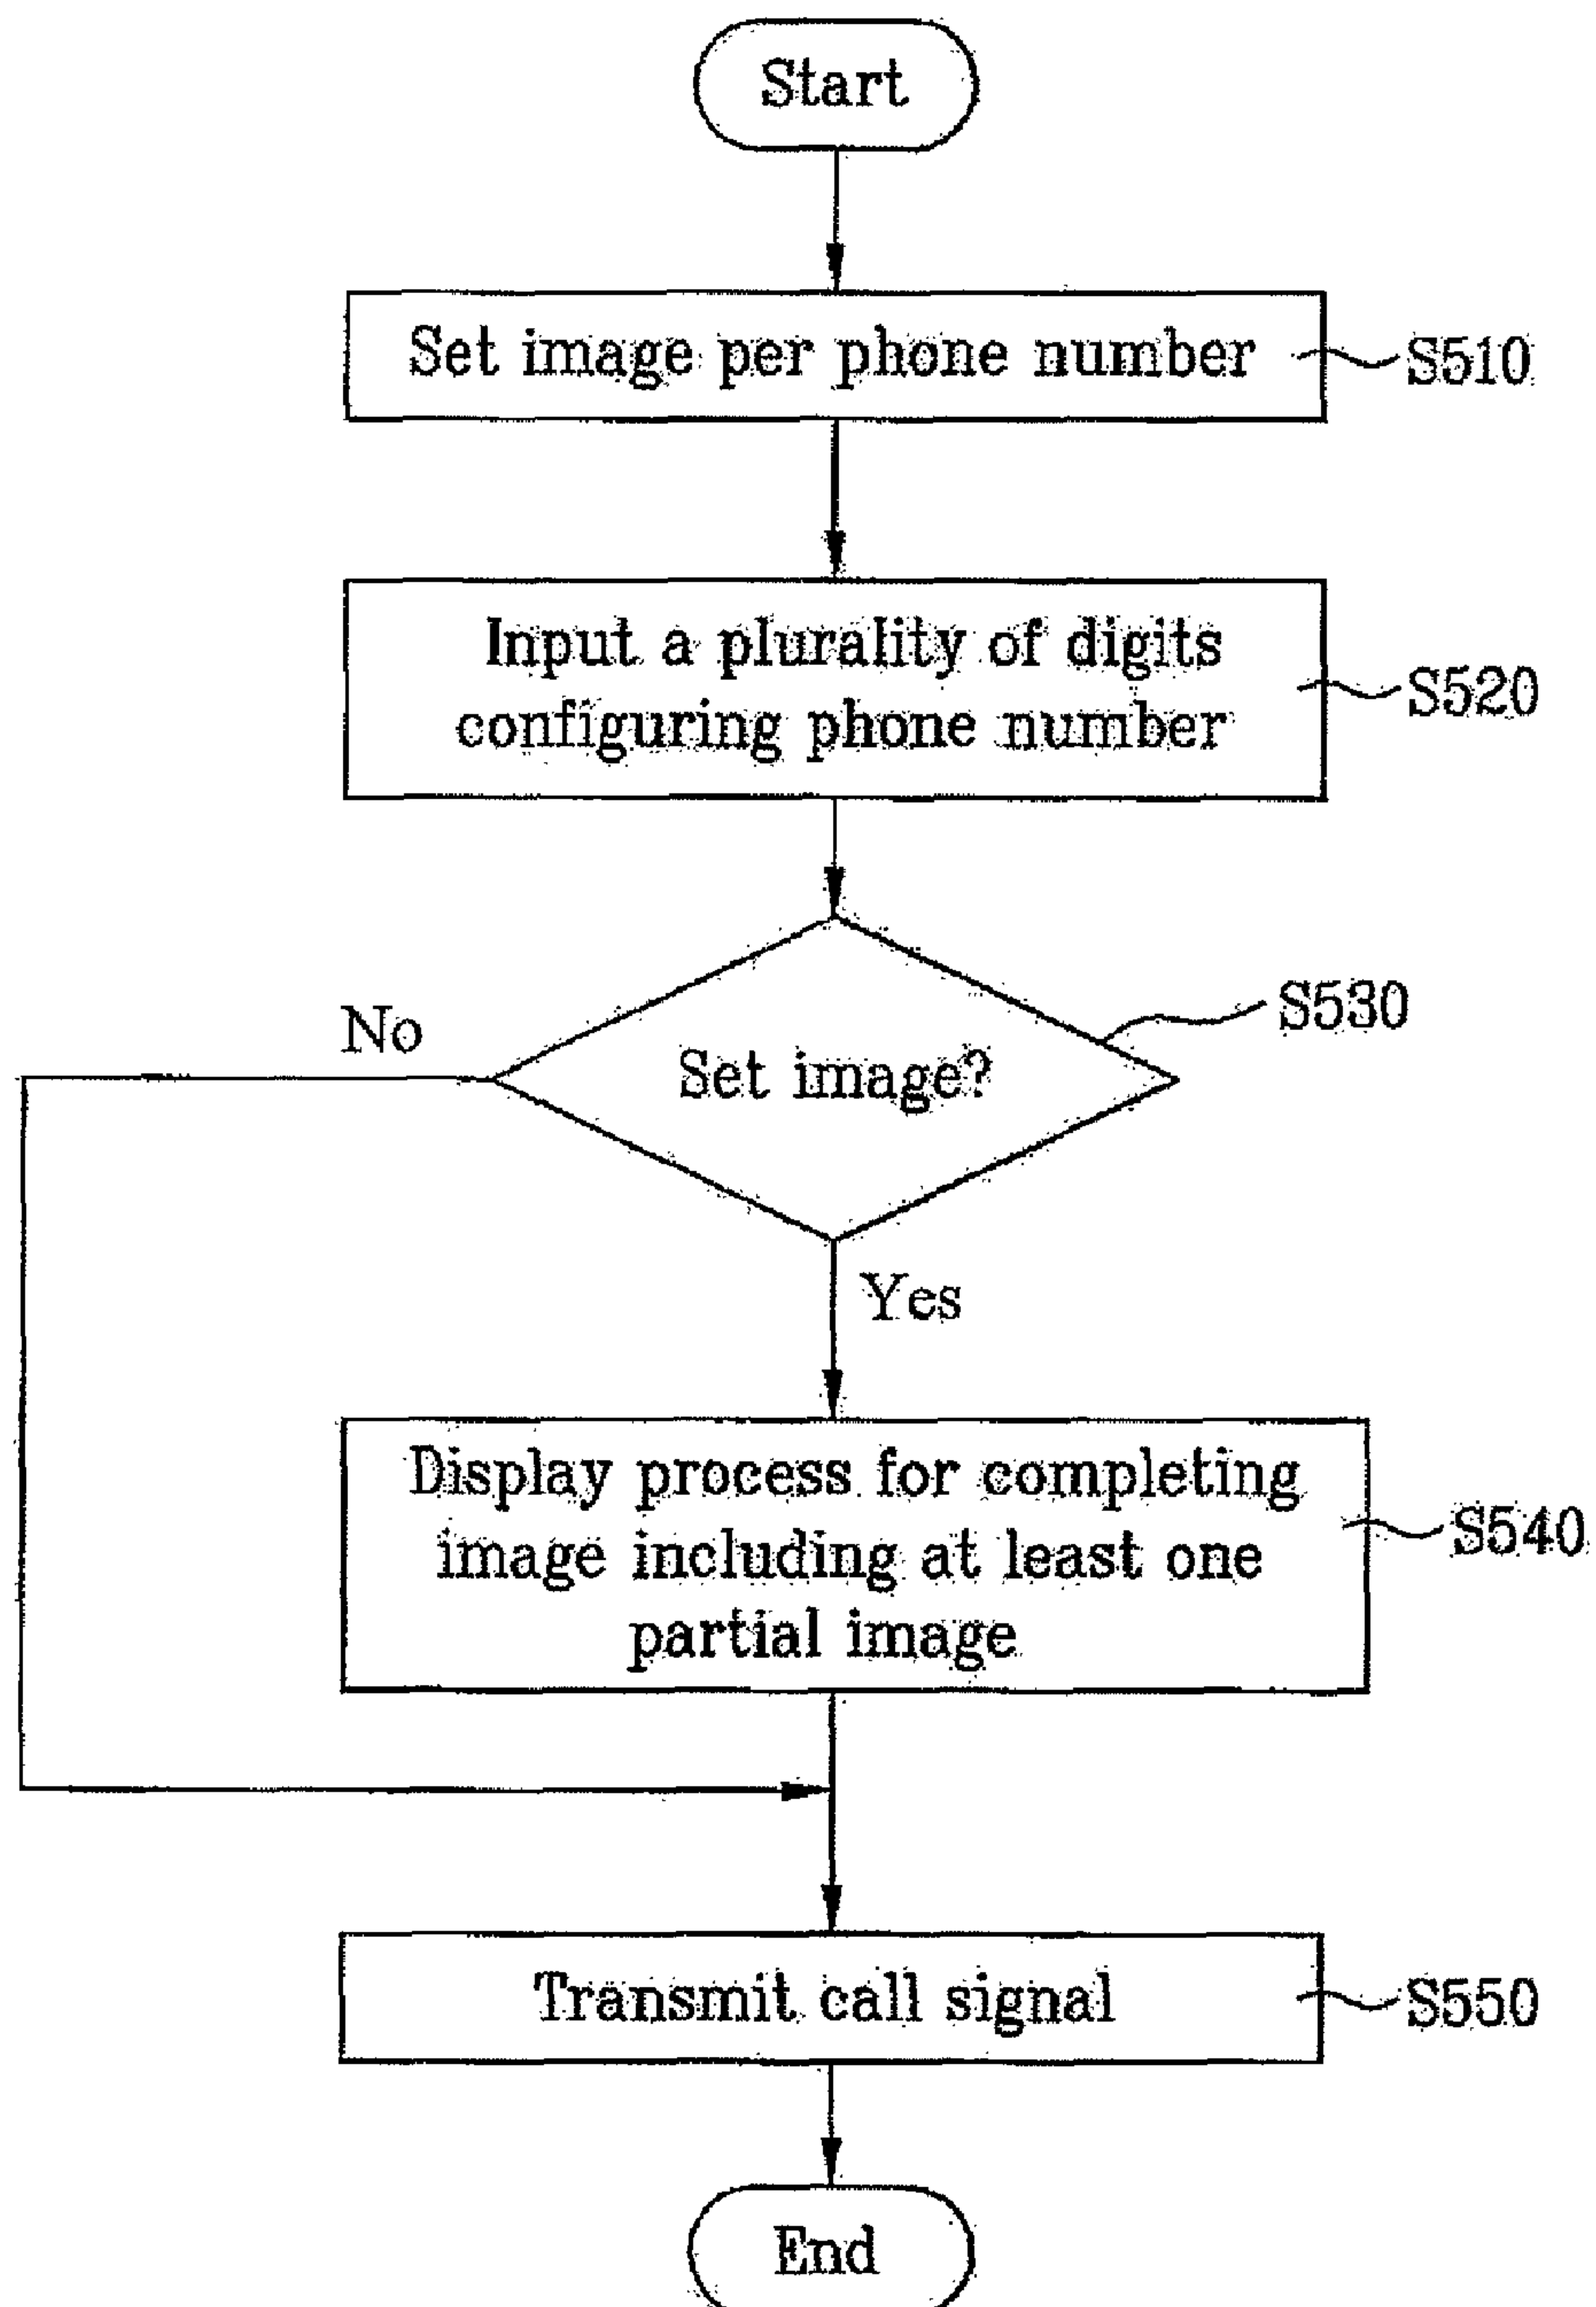 Start
Set image per phone number
S510
Input a plurality of digits
configuring phone number
S520
No
Set image?
S530
Yes
Display process for completing
image including at least one
partial image
S540
Transmit call signal
S550
End